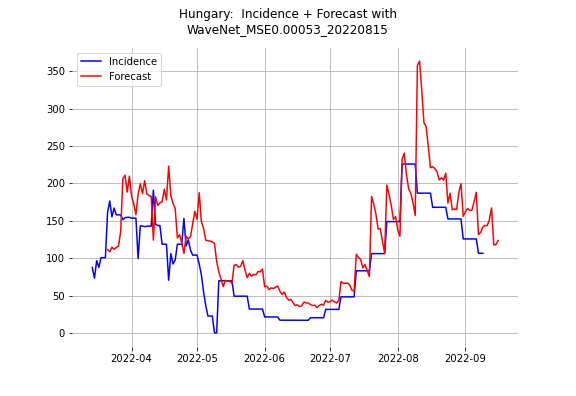 Hungary:  Incidence + Forecast with
WaveNet_MSE0.00053_20220815
Incidence
Forecast
350
300
250
200
150
100
50
0
2022-04 2022-05 2022-06 2022-07 2022-08 2022-09